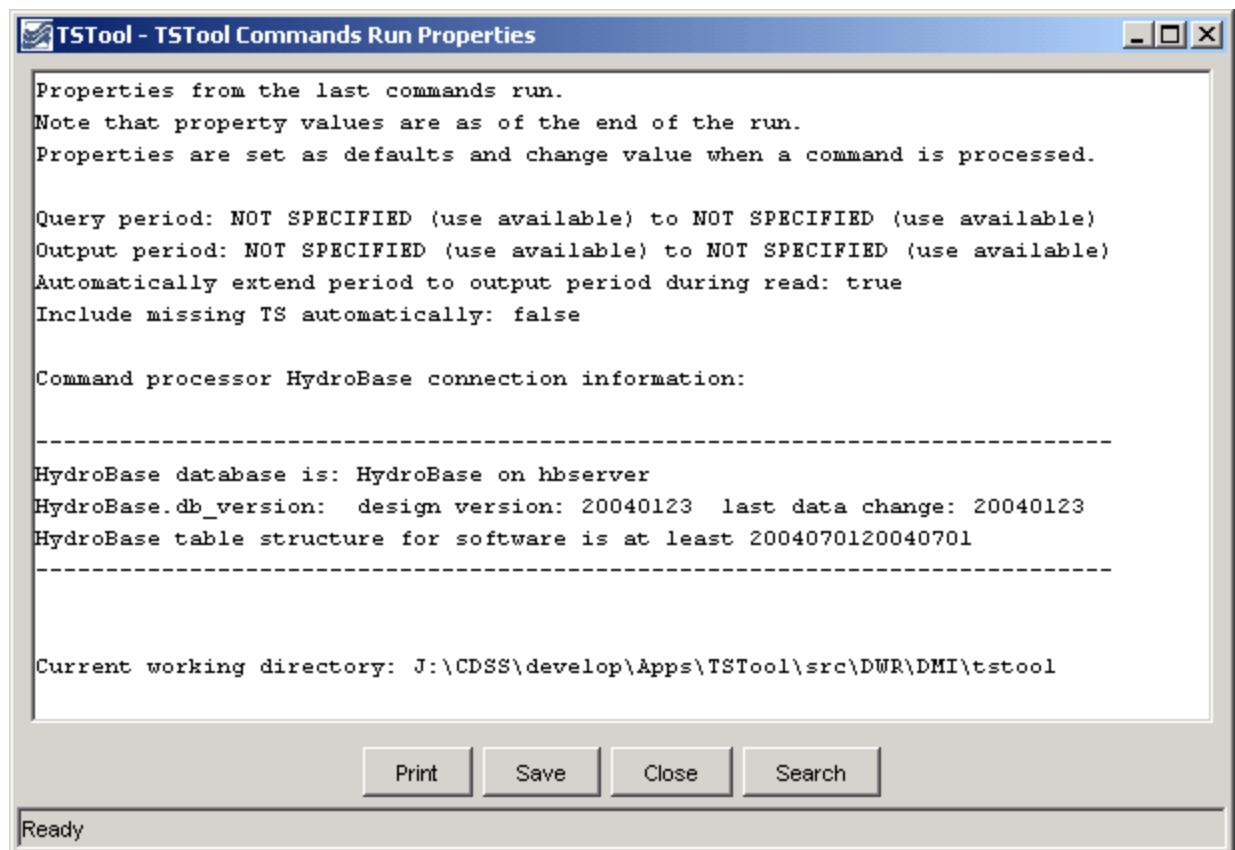 TSTool - TSTool Commands Run Properties
Properties from the last commands run.
Note that property values are as of the end of the run.
Properties are set as defaults and change value when a command is processed.
Query period: NOT SPECIFIED (use available) to NOT SPECIFIED (use available)
Output period: NOT SPECIFIED (use available) to NOT SPECIFIED (use available)
Automatically extend period to output period during read: true
Include missing TS automatically: false
Command processor HydroBase connection information:
-----------------------------------------------------------------------------
HydroBase database is: HydroBase on hbserver
HydroBase.db_version:  design version: 20040123  last data change: 20040123
HydroBase table structure for software is at least 2004070120040701
-----------------------------------------------------------------------------
Current working directory: J:\CDSS\develop\Apps\TSTool\src\DWR\DMI\tstool
Print Save Close Search
Ready